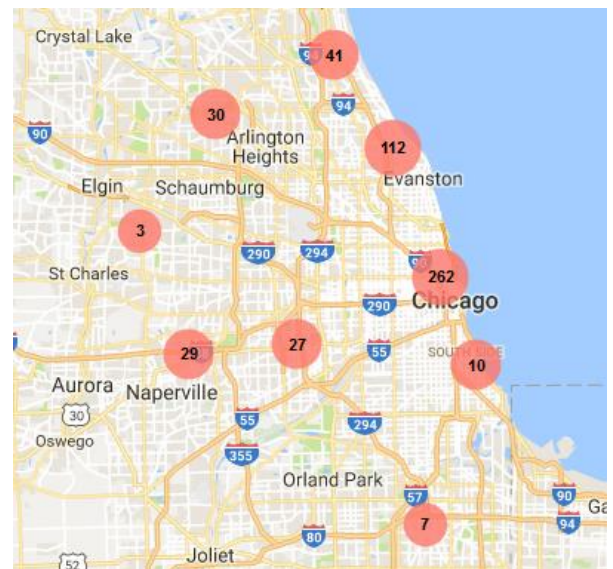 Crystal Lake
41
94
30
90
Arlington
Heights
112
Evanston
Elgin
Schaumburg
3
290
294
262
St Charles
290
Chicago
29
27
55
SOUTH SIDE
10
Aurora
Naperville
30
55
294
Oswego
355
Orland Park
57
90
Ga
7
94
80
Joliet
52